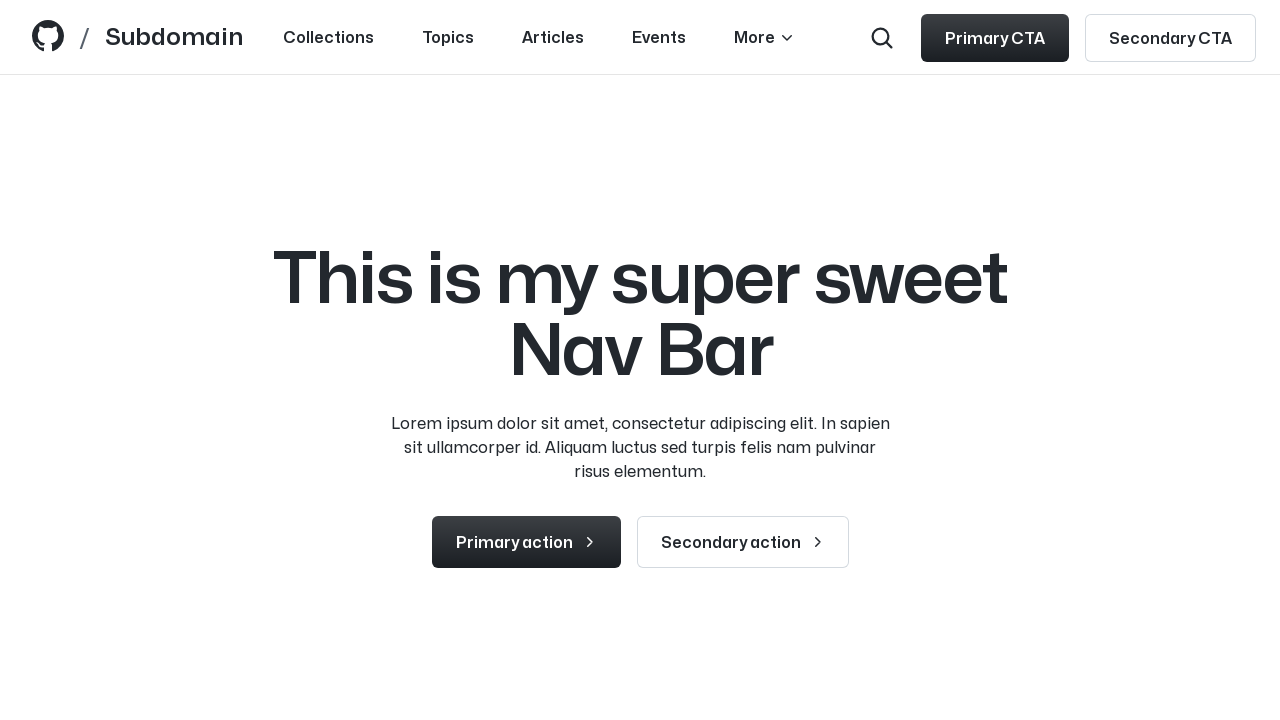 / Subdomain Collections Topics Articles Events More Primary CTA Secondary CTA
This is my super sweet
Nav Bar
Lorem ipsum dolor sit amet, consectetur adipiscing elit. In sapien
sit ullamcorper id. Aliquam luctus sed turpis felis nam pulvinar
risus elementum.
Primary action Secondary action